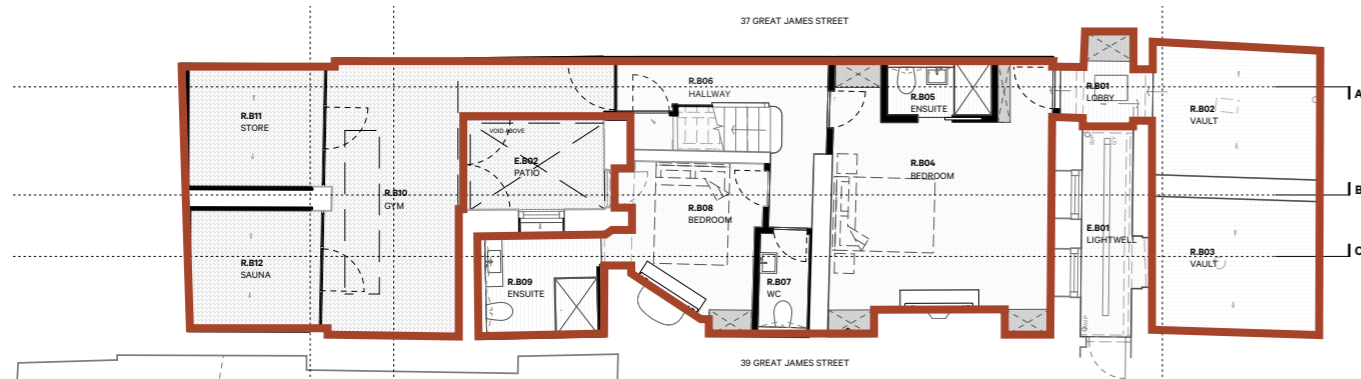 37 GREAT JAMES STREET
R.B06
HALLWAY
R.B05
ENSUITE
R.B01
LOBBY
A
R.B02
VAULT
R.B11
STORE
VOID ABOVE
E.B02
PATIO
R.B04
BEDROOM
R.B10
GYM
B
R.B08
BEDROOM
E.B01
LIGHTWELL
R.B03
VAULT
C
R.B12
SAUNA
R.B09
ENSUITE
R.B07
WC
39 GREAT JAMES STREET